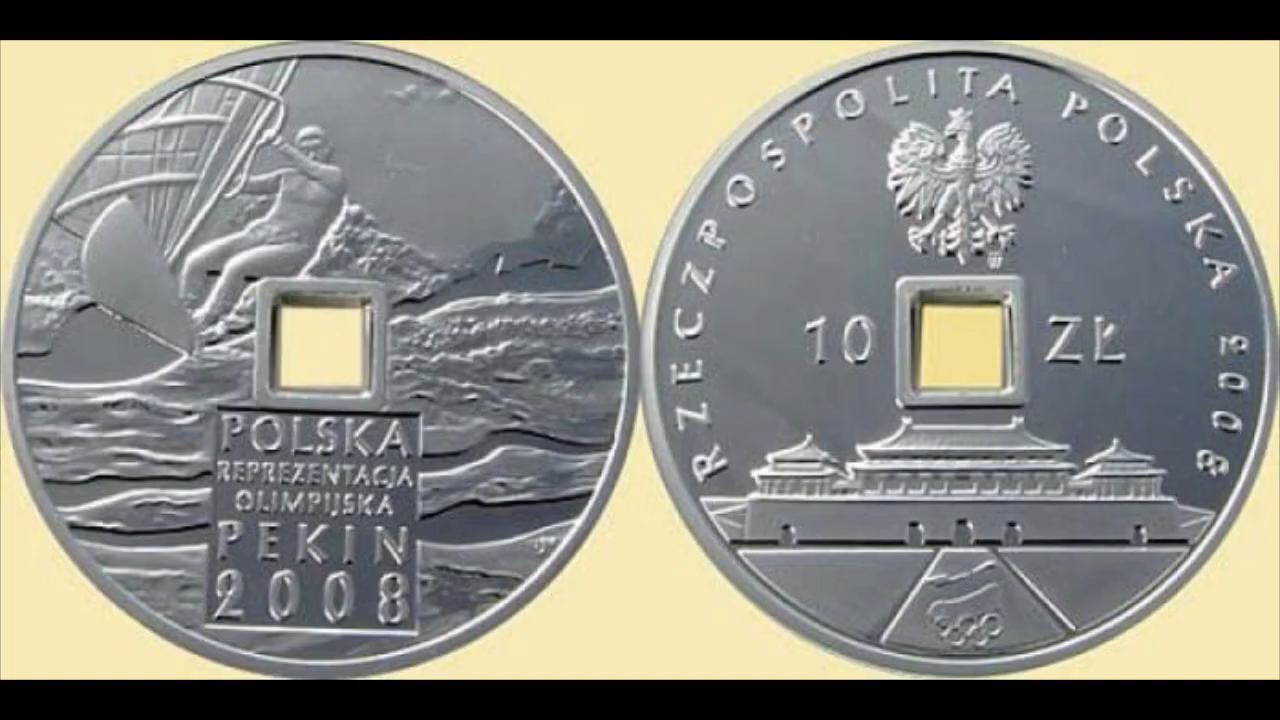 POLSKA
REPREZENTACJA
OLIMPIJSKA
PEKIN
2008
RZECZPOSPOLITA POLSKA 2008
10 ZŁ